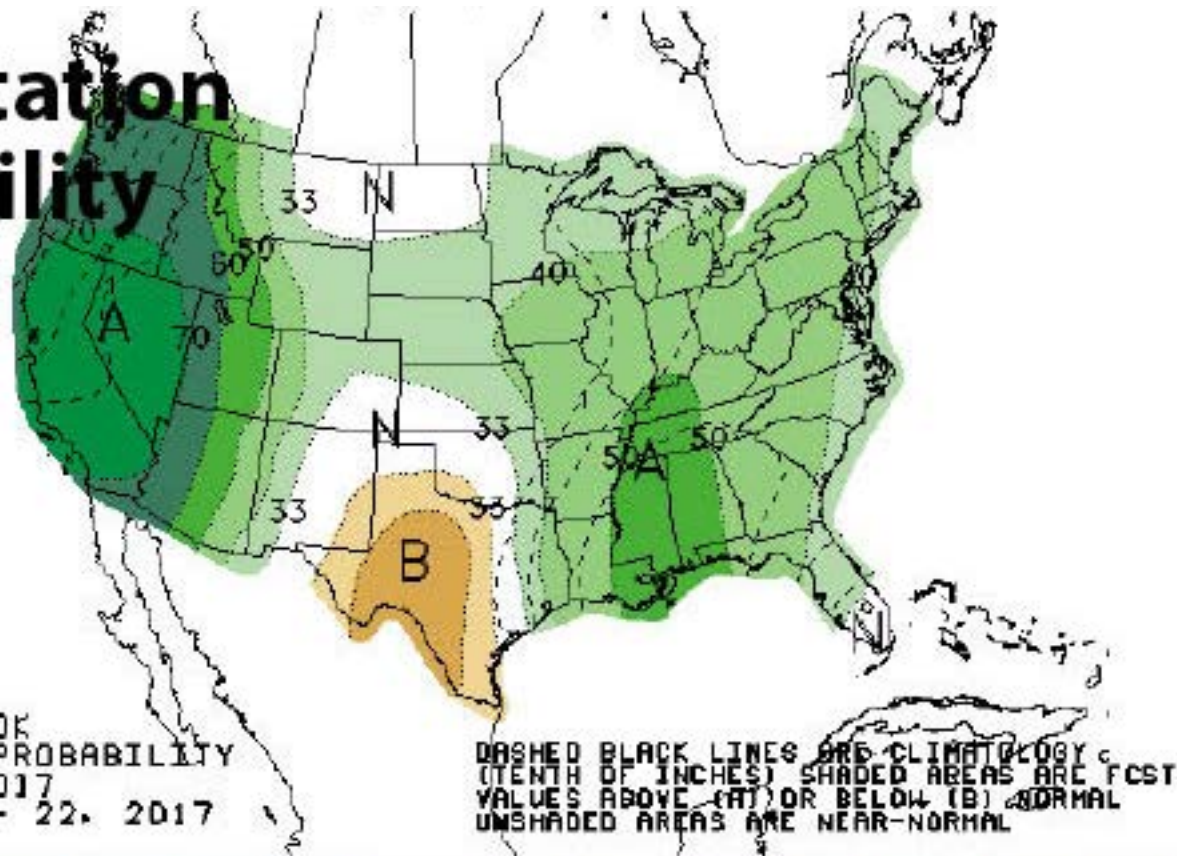 tation
ility
33 N
50
60
40
40
A
70
N 33
50
50 A
33
33
B
N
OK
PROBABILITY
017
- 22. 2017
DASHED BLACK LINES ARE CLIMATOLOGY
(TENTH OF INCHES) SHADED AREAS ARE FCST
VALUES ABOVE (A) OR BELOW (B) NORMAL
UNSHADED AREAS ARE NEAR-NORMAL